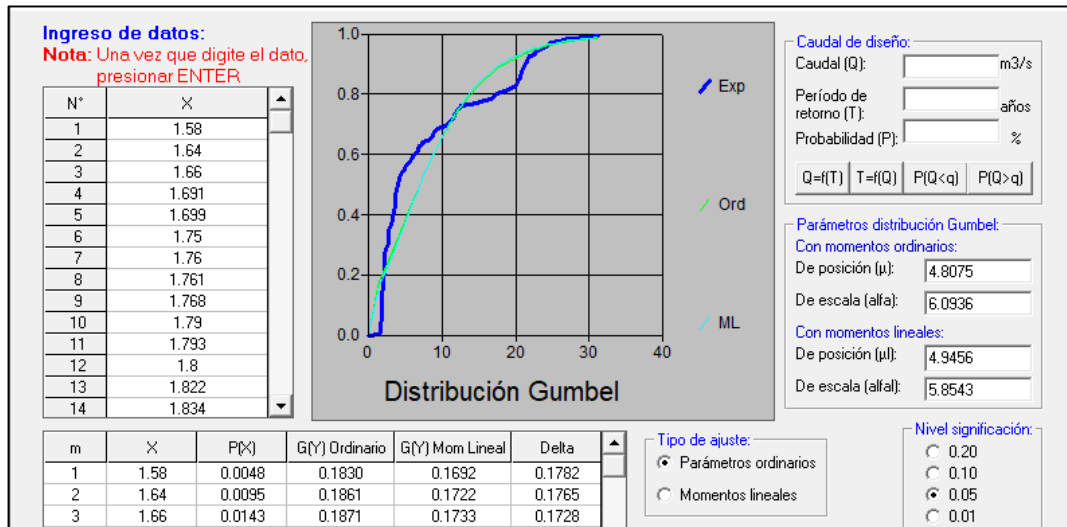 Ingreso de datos:
Nota: Una vez que digite el dato,
presionar ENTER
N° X
1 1.58
2 1.64
3 1.66
4 1.691
5 1.699
6 1.75
7 1.76
8 1.761
9 1.768
10 1.79
11 1.793
12 1.8
13 1.822
14 1.834
1.0
0.8
0.6
0.4
0.2
0.0
0 10 20 30 40
Exp
Ord
ML
Distribución Gumbel
Caudal de diseño:
Caudal (Q): m3/s
Período de
retorno (T): años
Probabilidad (P): %
Q=f(T) T=f(Q) P(Q<q) P(Q>q)
Parámetros distribución Gumbel:
Con momentos ordinarios:
De posición (µ): 4.8075
De escala (alfa): 6.0936
Con momentos lineales:
De posición (µl): 4.9456
De escala (alfal): 5.8543
m X P(X) G(Y) Ordinario G(Y) Mom Lineal Delta
1 1.58 0.0048 0.1830 0.1692 0.1782
2 1.64 0.0095 0.1861 0.1722 0.1765
3 1.66 0.0143 0.1871 0.1733 0.1728
Tipo de ajuste:
Parámetros ordinarios
Momentos lineales
Nivel significación:
0.20
0.10
0.05
0.01